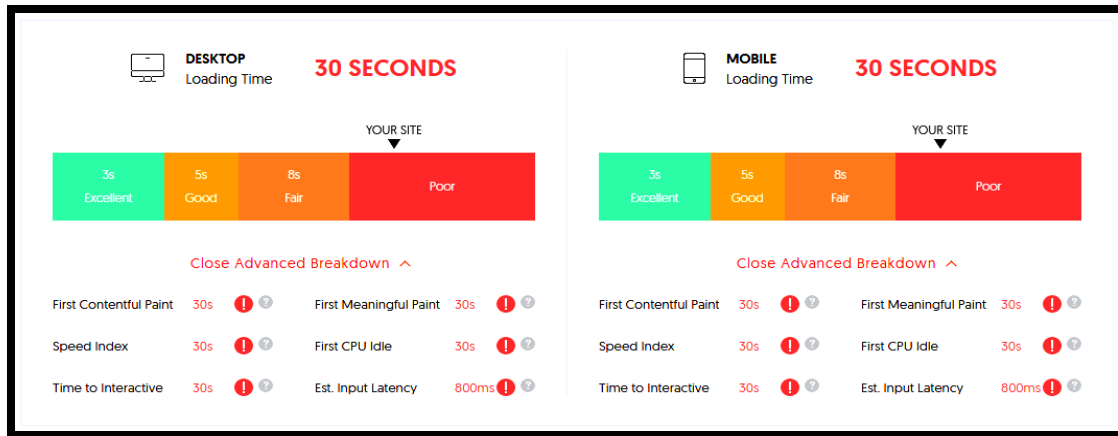 DESKTOP
Loading Time
30 SECONDS
YOUR SITE
3s
Excellent
5s
Good
8s
Fair
Poor
Close Advanced Breakdown
First Contentful Paint 30s ! ? First Meaningful Paint 30s ! ?
Speed Index 30s ! ? First CPU Idle 30s ! ?
Time to Interactive 30s ! ? Est. Input Latency 800ms ! ?
MOBILE
Loading Time
30 SECONDS
YOUR SITE
3s
Excellent
5s
Good
8s
Fair
Poor
Close Advanced Breakdown
First Contentful Paint 30s ! ? First Meaningful Paint 30s ! ?
Speed Index 30s ! ? First CPU Idle 30s ! ?
Time to Interactive 30s ! ? Est. Input Latency 800ms ! ?